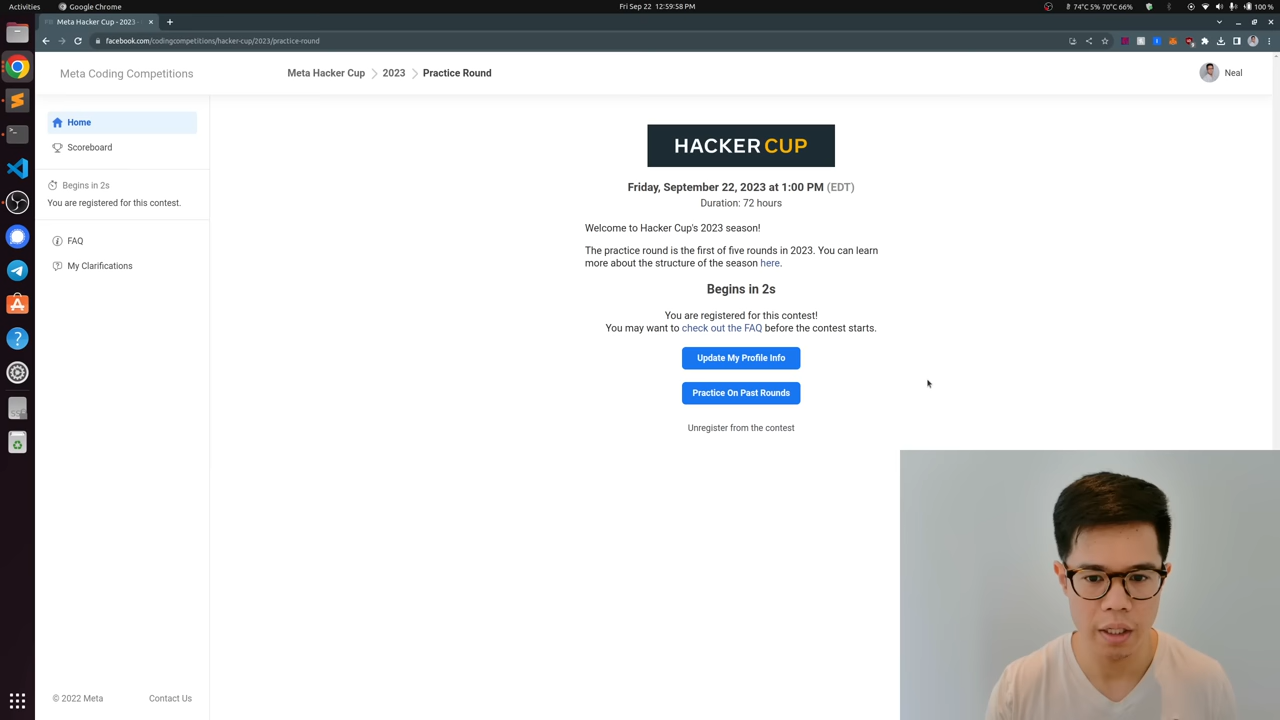 Activities
Google Chrome
Fri Sep 22 12:59:58 PM
74°C 5% 70°C 66%
100 %
Meta Hacker Cup - 2023 -
facebook.com/codingcompetitions/hacker-cup/2023/practice-round
Meta Coding Competitions
Meta Hacker Cup
2023
Practice Round
Neal
Home
Scoreboard
Begins in 2s
You are registered for this contest.
FAQ
My Clarifications
HACKER CUP
Friday, September 22, 2023 at 1:00 PM (EDT)
Duration: 72 hours
Welcome to Hacker Cup's 2023 season!
The practice round is the first of five rounds in 2023. You can learn
more about the structure of the season here.
Begins in 2s
You are registered for this contest!
You may want to check out the FAQ before the contest starts.
Update My Profile Info
Practice On Past Rounds
Unregister from the contest
© 2022 Meta
Contact Us